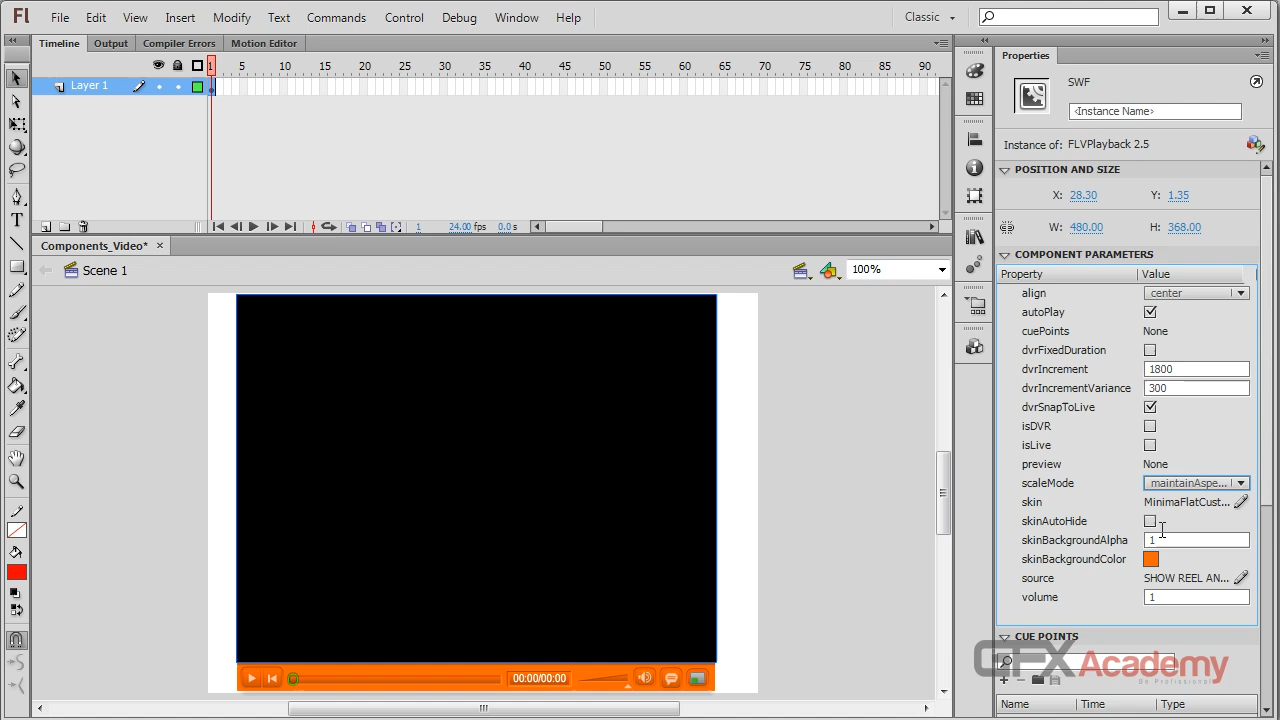 Fl File Edit View Insert Modify Text Commands Control Debug Window Help Classic
Timeline Output Compiler Errors Motion Editor
1 5 10 15 20 25 30 35 40 45 50 55 60 65 70 75 80 85 90
Layer 1
1 24.00 fps 0.0 s
Components_Video*
Scene 1
100%
00:00/00:00
Properties
SWF
<Instance Name>
Instance of: FLVPlayback 2.5
POSITION AND SIZE
X: 28.30 Y: 1.35
W: 480.00 H: 368.00
COMPONENT PARAMETERS
Property Value
align center
autoPlay
cuePoints None
dvrFixedDuration
dvrIncrement 1800
dvrIncrementVariance 300
dvrSnapToLive
isDVR
isLive
preview None
scaleMode maintainAspe...
skin MinimaFlatCust...
skinAutoHide
skinBackgroundAlpha 1
skinBackgroundColor
source SHOW REEL AN...
volume 1
CUE POINTS
GFXAcademy
Be Professional
Name Time Type